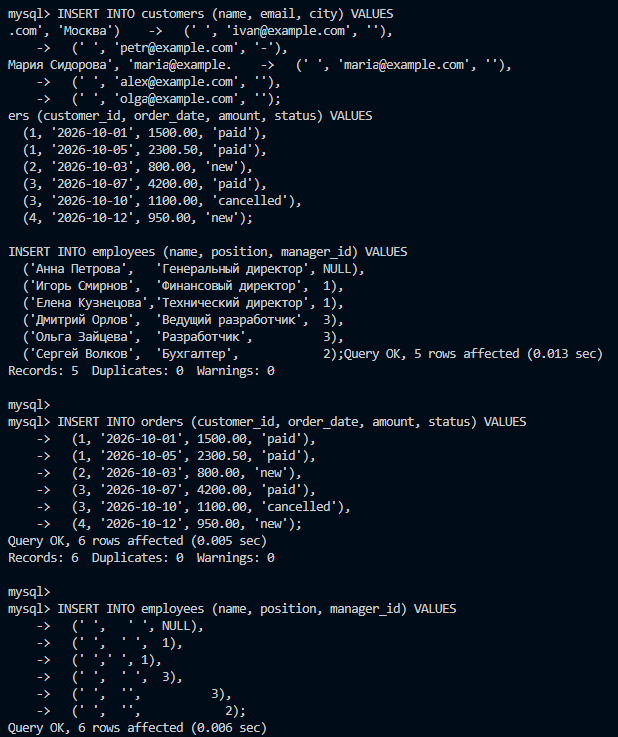 mysql> INSERT INTO customers (name, email, city) VALUES
.com', 'Москва')    ->   (' ', 'ivan@example.com', ''),
    ->   (' ', 'petr@example.com', '-'),
Мария Сидорова', 'maria@example.    ->   (' ', 'maria@example.com', ''),
    ->   (' ', 'alex@example.com', ''),
    ->   (' ', 'olga@example.com', '');
ers (customer_id, order_date, amount, status) VALUES
  (1, '2026-10-01', 1500.00, 'paid'),
  (1, '2026-10-05', 2300.50, 'paid'),
  (2, '2026-10-03', 800.00, 'new'),
  (3, '2026-10-07', 4200.00, 'paid'),
  (3, '2026-10-10', 1100.00, 'cancelled'),
  (4, '2026-10-12', 950.00, 'new');

INSERT INTO employees (name, position, manager_id) VALUES
  ('Анна Петрова',   'Генеральный директор', NULL),
  ('Игорь Смирнов',  'Финансовый директор',  1),
  ('Елена Кузнецова','Технический директор', 1),
  ('Дмитрий Орлов',  'Ведущий разработчик',  3),
  ('Ольга Зайцева',  'Разработчик',          3),
  ('Сергей Волков',  'Бухгалтер',            2);Query OK, 5 rows affected (0.013 sec)
Records: 5  Duplicates: 0  Warnings: 0

mysql>
mysql> INSERT INTO orders (customer_id, order_date, amount, status) VALUES
    ->   (1, '2026-10-01', 1500.00, 'paid'),
    ->   (1, '2026-10-05', 2300.50, 'paid'),
    ->   (2, '2026-10-03', 800.00, 'new'),
    ->   (3, '2026-10-07', 4200.00, 'paid'),
    ->   (3, '2026-10-10', 1100.00, 'cancelled'),
    ->   (4, '2026-10-12', 950.00, 'new');
Query OK, 6 rows affected (0.005 sec)
Records: 6  Duplicates: 0  Warnings: 0

mysql>
mysql> INSERT INTO employees (name, position, manager_id) VALUES
    ->   (' ',   ' ', NULL),
    ->   (' ',  ' ',  1),
    ->   (' ',' ', 1),
    ->   (' ',  ' ',  3),
    ->   (' ',  '',          3),
    ->   (' ',  '',            2);
Query OK, 6 rows affected (0.006 sec)